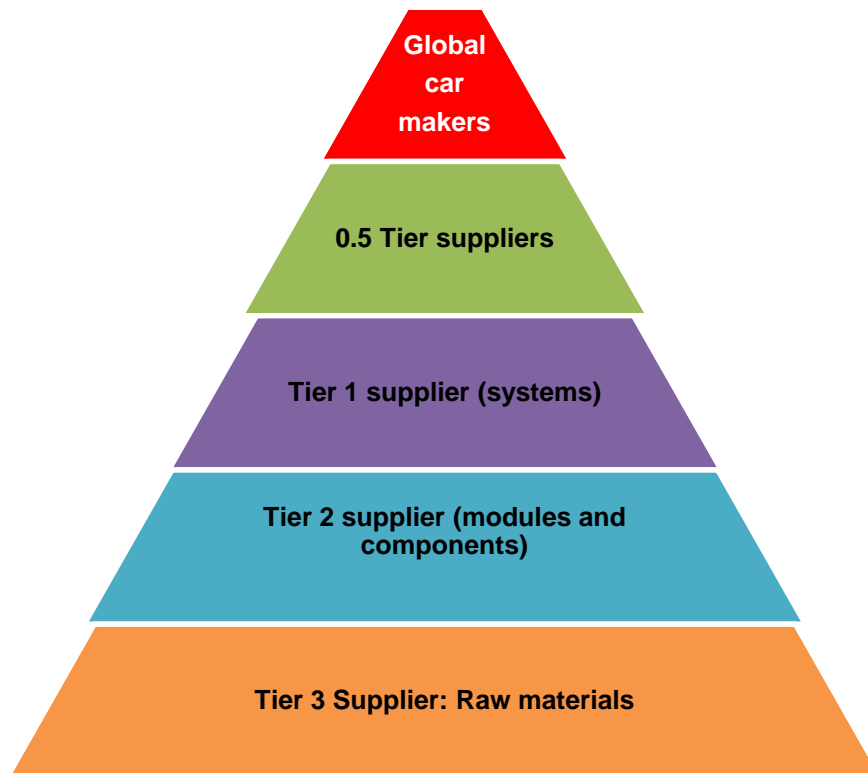 Global
car
makers
0.5 Tier suppliers
Tier 1 supplier (systems)
Tier 2 supplier (modules and
components)
Tier 3 Supplier: Raw materials